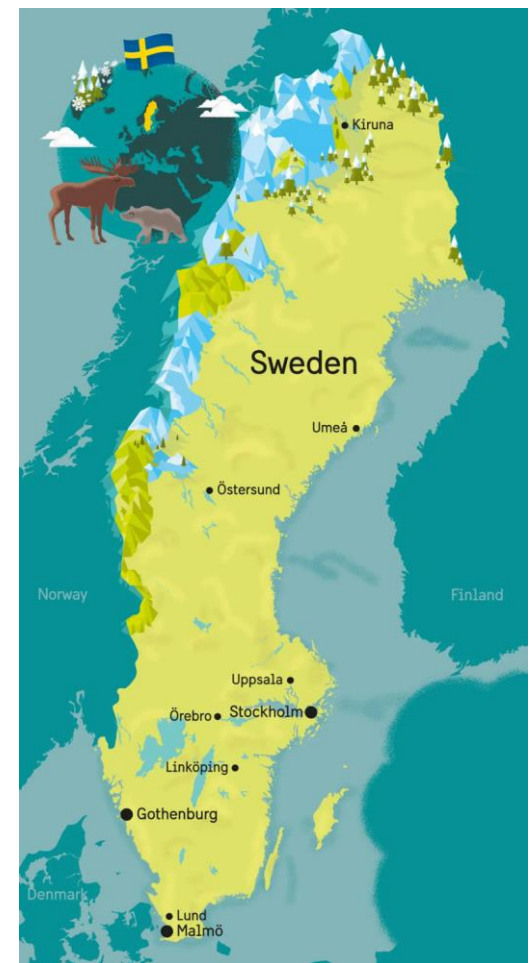 Kiruna
Sweden
Umeå
Östersund
Norway
Finland
Uppsala
Örebro
Stockholm
Linköping
Gothenburg
Denmark
Lund
Malmö